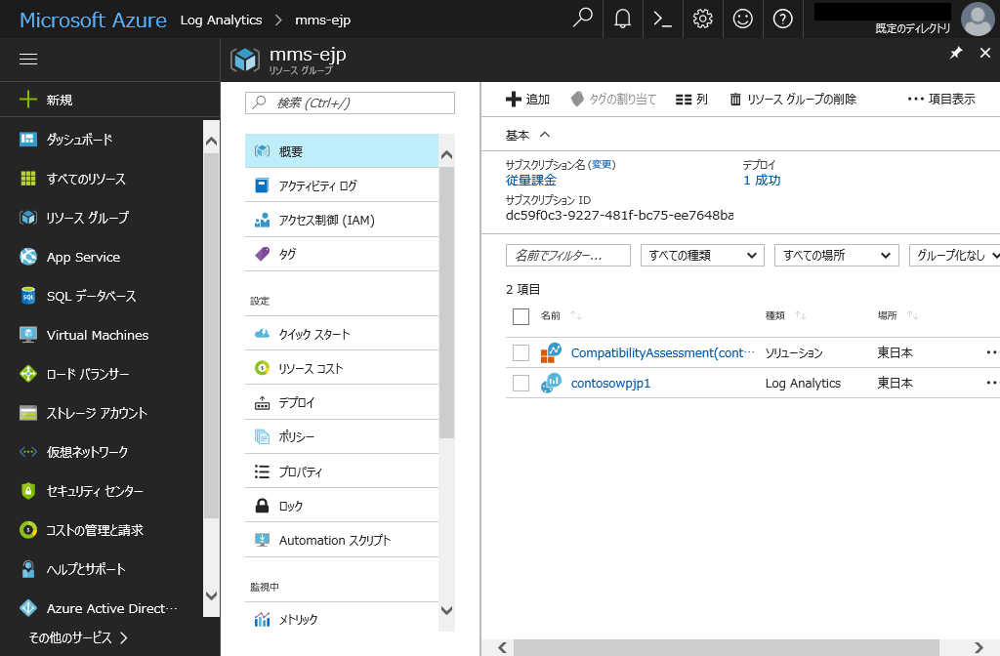 Microsoft Azure Log Analytics > mms-ejp
既定のディレクトリ
mms-ejp
リソース グループ
新規
ダッシュボード
すべてのリソース
リソース グループ
App Service
SQL データベース
Virtual Machines
ロード バランサー
ストレージ アカウント
仮想ネットワーク
セキュリティ センター
コストの管理と請求
ヘルプとサポート
Azure Active Direct···
その他のサービス >
検索 (Ctrl+/)
概要
アクティビティ ログ
アクセス制御 (IAM)
タグ
設定
クイック スタート
リソース コスト
デプロイ
ポリシー
プロパティ
ロック
Automation スクリプト
監視中
メトリック
追加 タグの割り当て 列 リソース グループの削除 ··· 項目表示
基本
サブスクリプション名 (変更) デプロイ
従量課金 1 成功
サブスクリプション ID
dc59f0c3-9227-481f-bc75-ee7648ba
名前でフィルター... すべての種類 すべての場所 グループ化なし
2 項目
名前 種類 場所
CompatibilityAssessment(cont··· ソリューション 東日本 ···
contosowpjp1 Log Analytics 東日本 ···